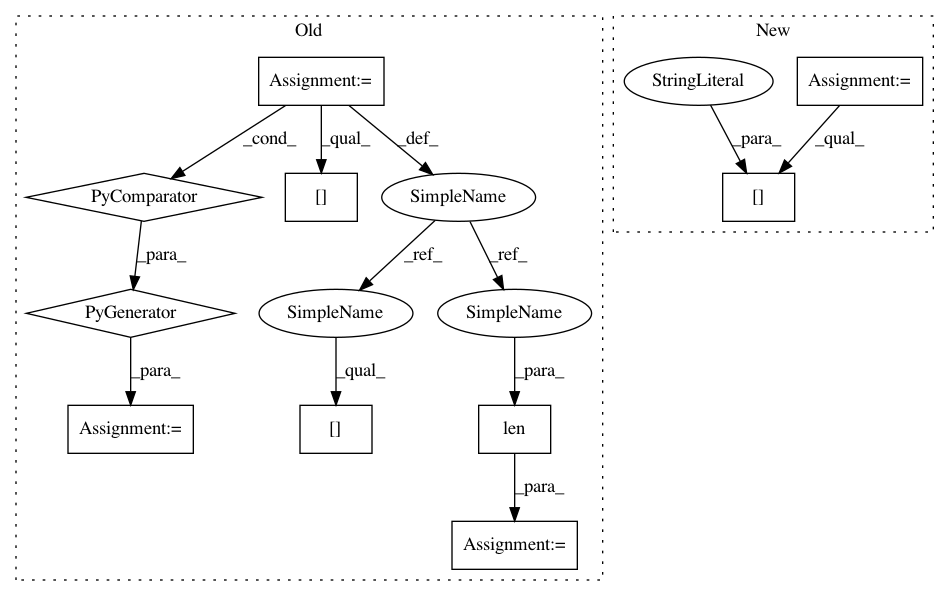 Old
New
Assignment:=
StringLiteral
Assignment:=
_cond_
_qual_
_def_
_para_
_qual_
PyComparator
[]
SimpleName
[]
_para_
_ref_
_ref_
PyGenerator
SimpleName
SimpleName
_para_
_qual_
_para_
Assignment:=
[]
len
_para_
Assignment:=